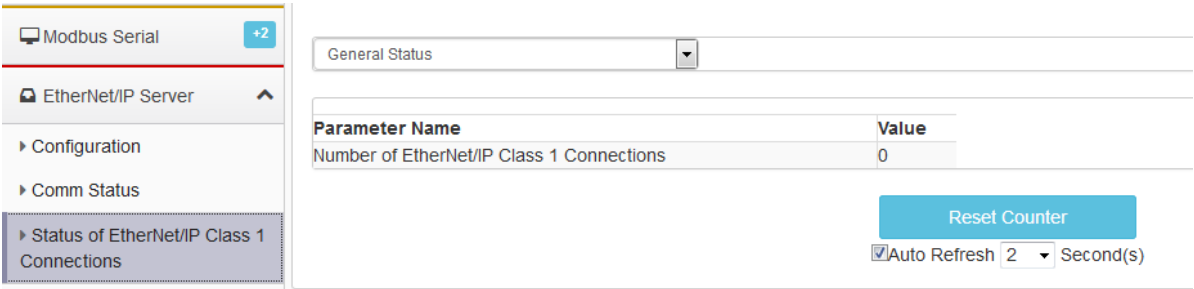 Modbus Serial
+2
EtherNet/IP Server
Configuration
Comm Status
Status of EtherNet/IP Class 1
Connections
General Status
Parameter Name Value
Number of EtherNet/IP Class 1 Connections 0
Reset Counter
Auto Refresh 2 Second(s)